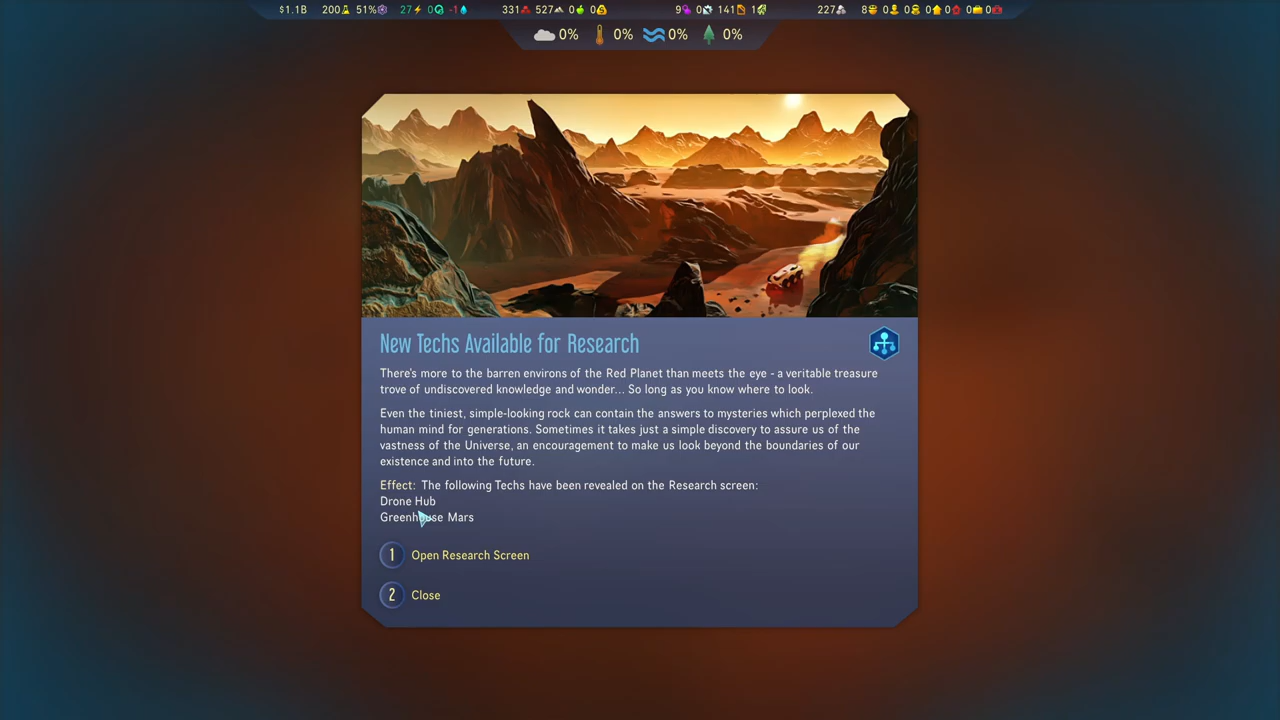 $1.1B 200 51% 27 0 -1 331 527 0 0 9 0 141 1 227 8 0 0 0 0 0 0
0% 0% 0% 0%
New Techs Available for Research
There's more to the barren environs of the Red Planet than meets the eye - a veritable treasure
trove of undiscovered knowledge and wonder... So long as you know where to look.
Even the tiniest, simple-looking rock can contain the answers to mysteries which perplexed the
human mind for generations. Sometimes it takes just a simple discovery to assure us of the
vastness of the Universe, an encouragement to make us look beyond the boundaries of our
existence and into the future.
Effect: The following Techs have been revealed on the Research screen:
Drone Hub
Greenhouse Mars
1 Open Research Screen
2 Close